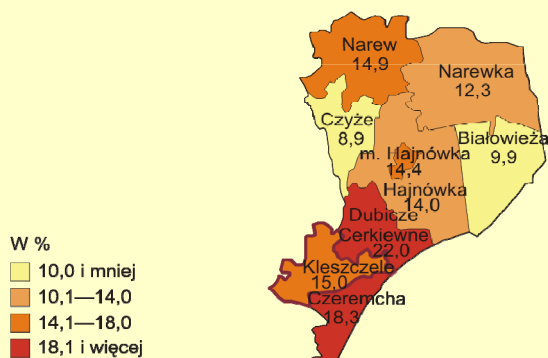 Narew
14,9
Narewka
12,3
Czyże
8,9
Białowieża
9,9
m. Hajnówka
14,4
Hajnówka
14,0
Dubicze
Cerkiewne
22,0
Kleszczele
15,0
Czeremcha
18,3
W %
10,0 i mniej
10,1—14,0
14,1—18,0
18,1 i więcej